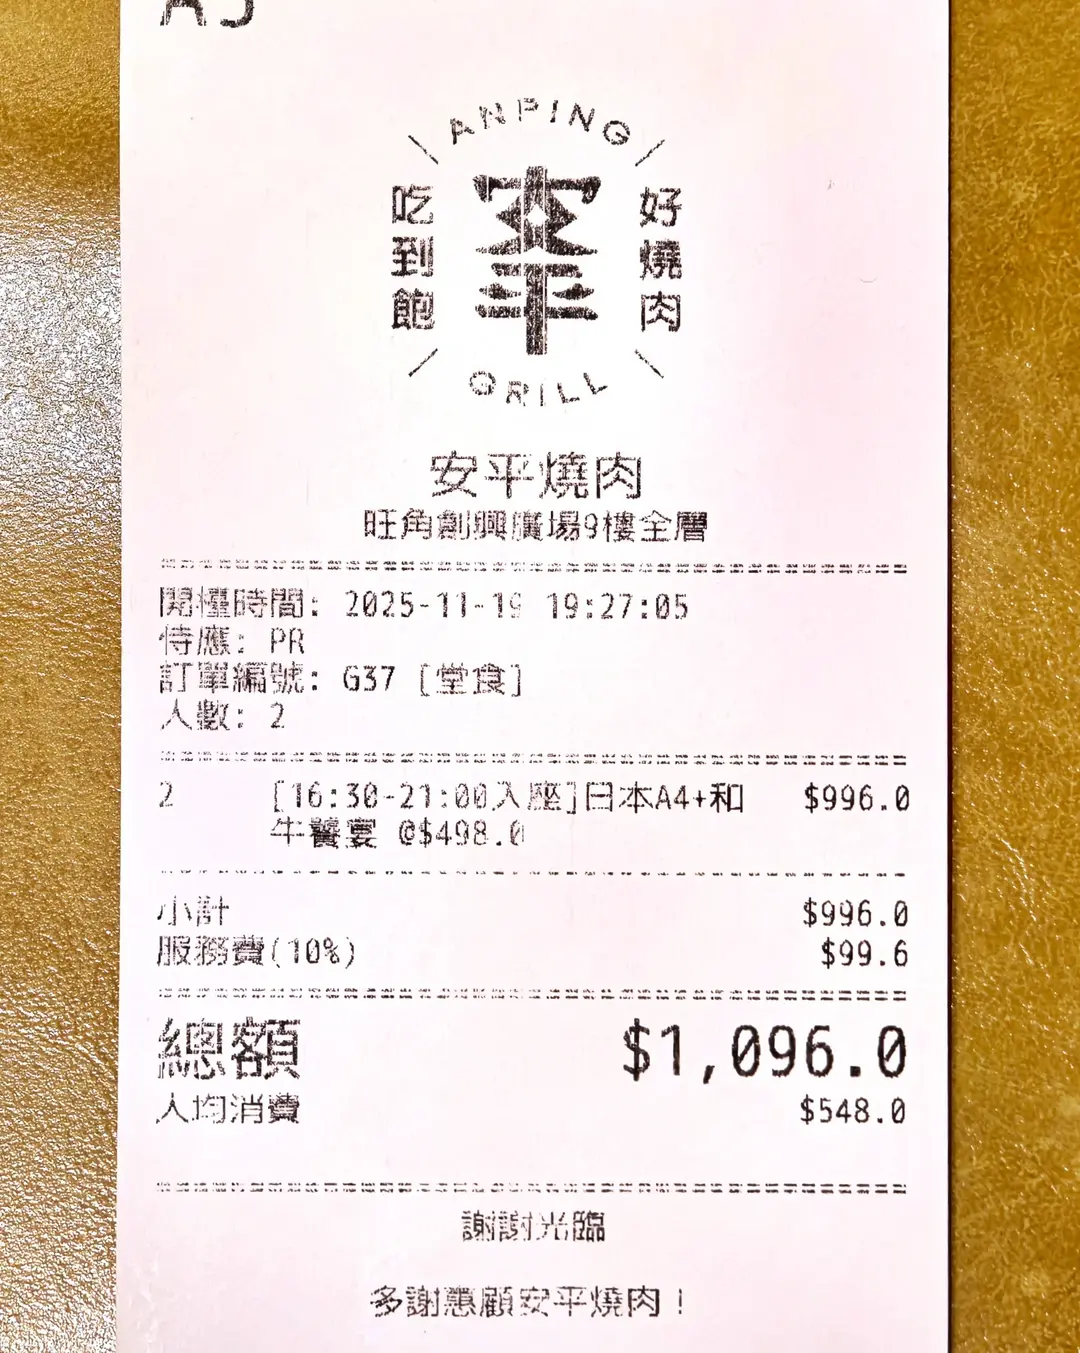 A5
ANPING
吃到飽
安平
好燒肉
GRILL
安平燒肉
旺角創興廣場9樓全層
開檯時間: 2025-11-19 19:27:05
侍應: PR
訂單編號: G37 [堂食]
人數: 2
2 [16:30-21:00入座]日本A4+和 $996.0
牛饗宴 @$498.0
小計 $996.0
服務費(10%) $99.6
總額 $1,096.0
人均消費 $548.0
謝謝光臨
多謝惠顧安平燒肉！